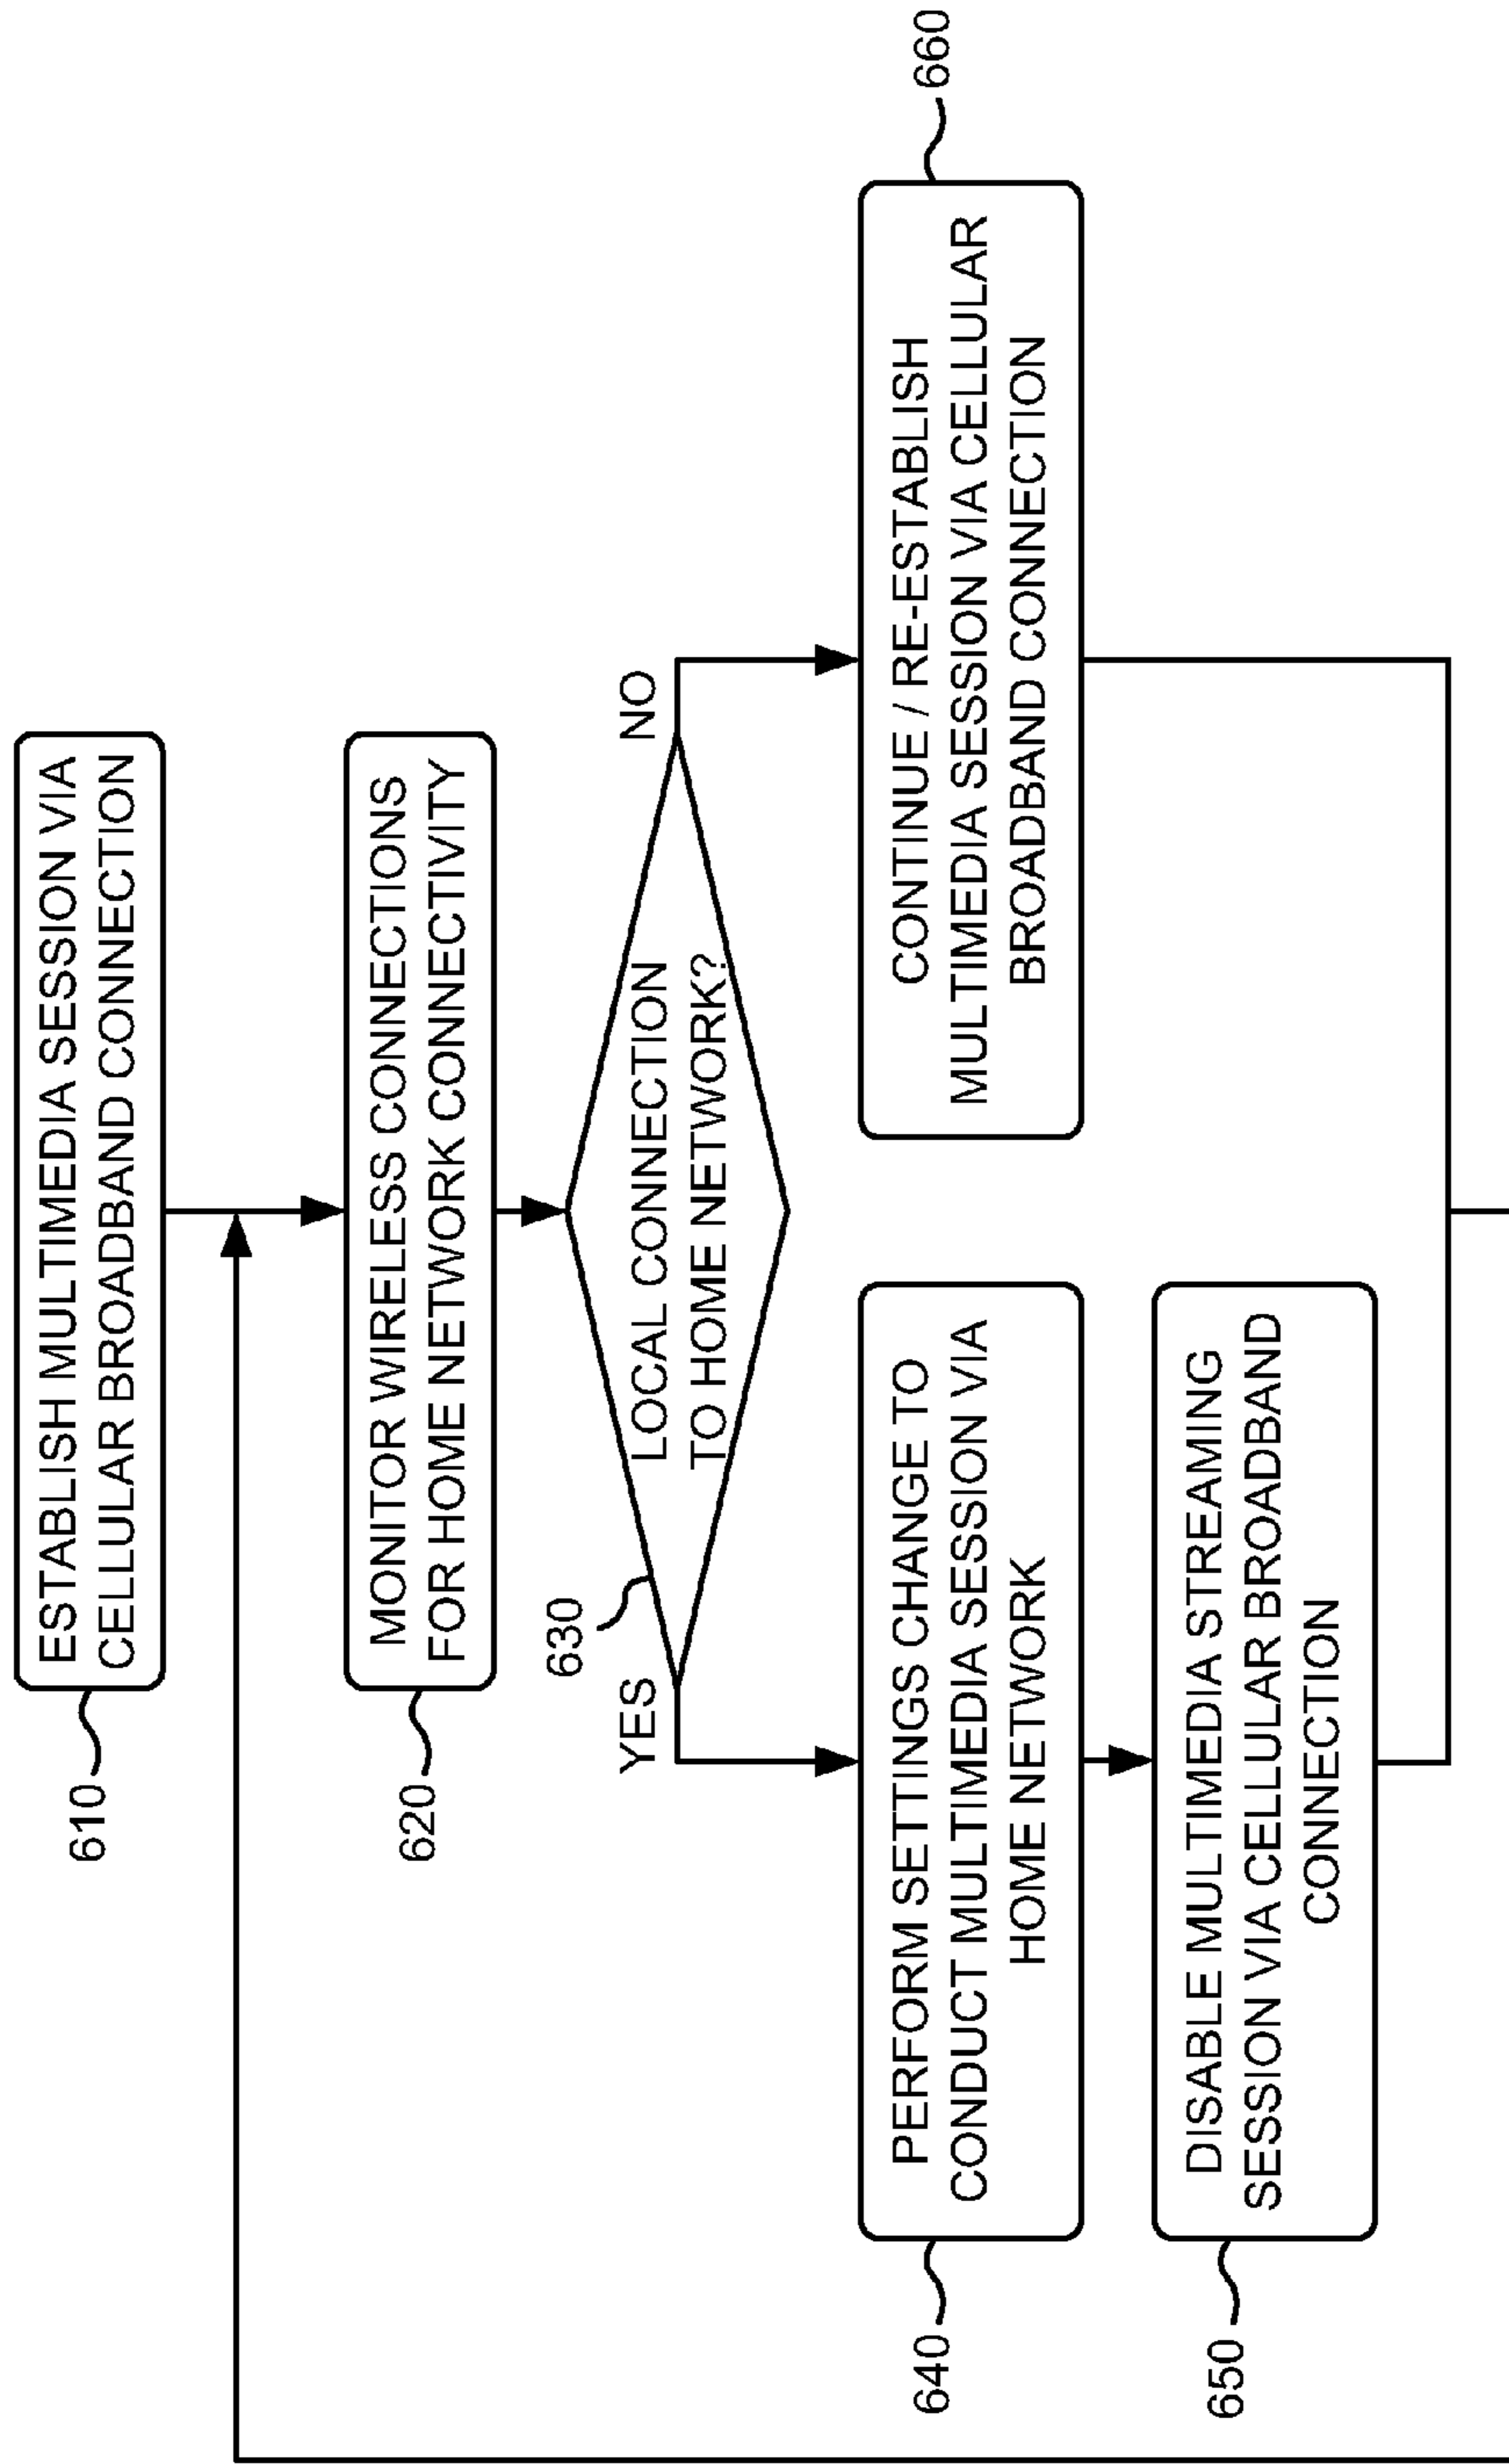 610
ESTABLISH MULTIMEDIA SESSION VIA
CELLULAR BROADBAND CONNECTION
620
MONITOR WIRELESS CONNECTIONS
FOR HOME NETWORK CONNECTIVITY
630
LOCAL CONNECTION
TO HOME NETWORK?
YES
NO
640
PERFORM SETTINGS CHANGE TO
CONDUCT MULTIMEDIA SESSION VIA
HOME NETWORK
660
CONTINUE / RE-ESTABLISH
MULTIMEDIA SESSION VIA CELLULAR
BROADBAND CONNECTION
650
DISABLE MULTIMEDIA STREAMING
SESSION VIA CELLULAR BROADBAND
CONNECTION